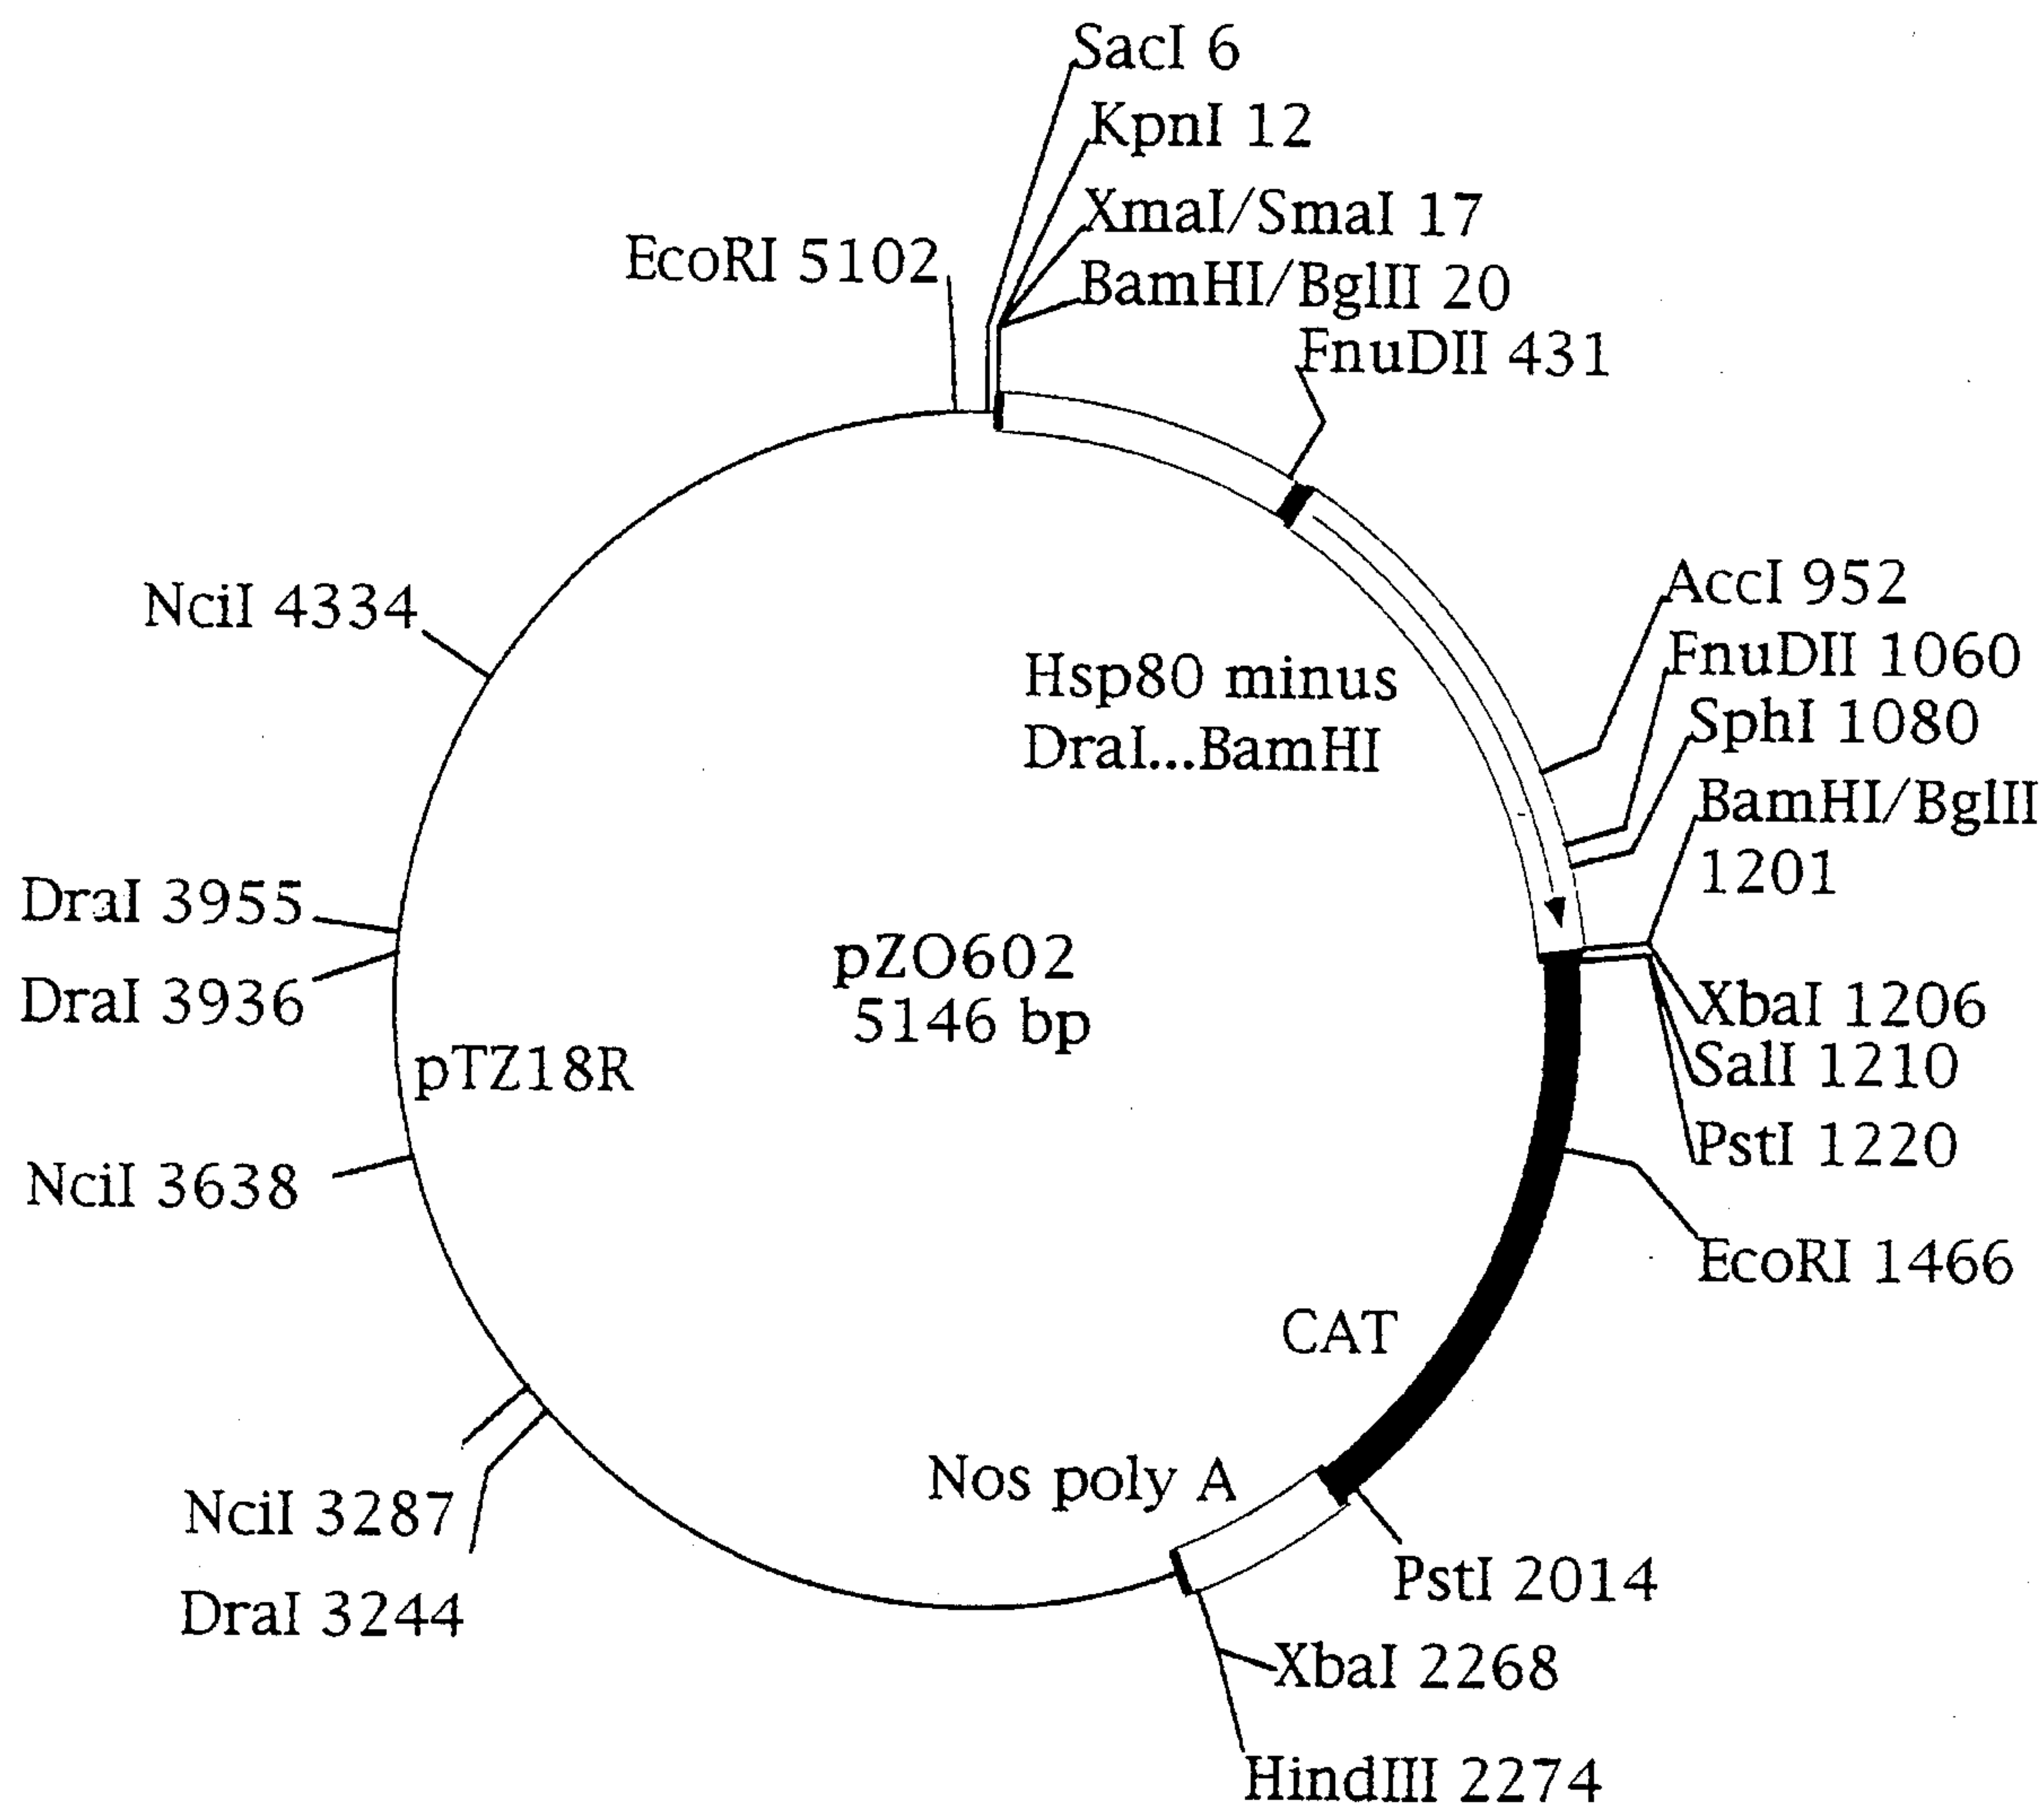 SacI 6
KpnI 12
XmaI/SmaI 17
EcoRI 5102
BamHI/BglII 20
FnuDII 431
AccI 952
NciI 4334
FnuDII 1060
Hsp80 minus
DraI...BamHI
SphI 1080
BamHI/BglII
1201
DraI 3955
pZO602
5146 bp
DraI 3936
XbaI 1206
pTZ18R
SalI 1210
PstI 1220
NciI 3638
EcoRI 1466
CAT
Nos poly A
NciI 3287
PstI 2014
DraI 3244
XbaI 2268
HindIII 2274